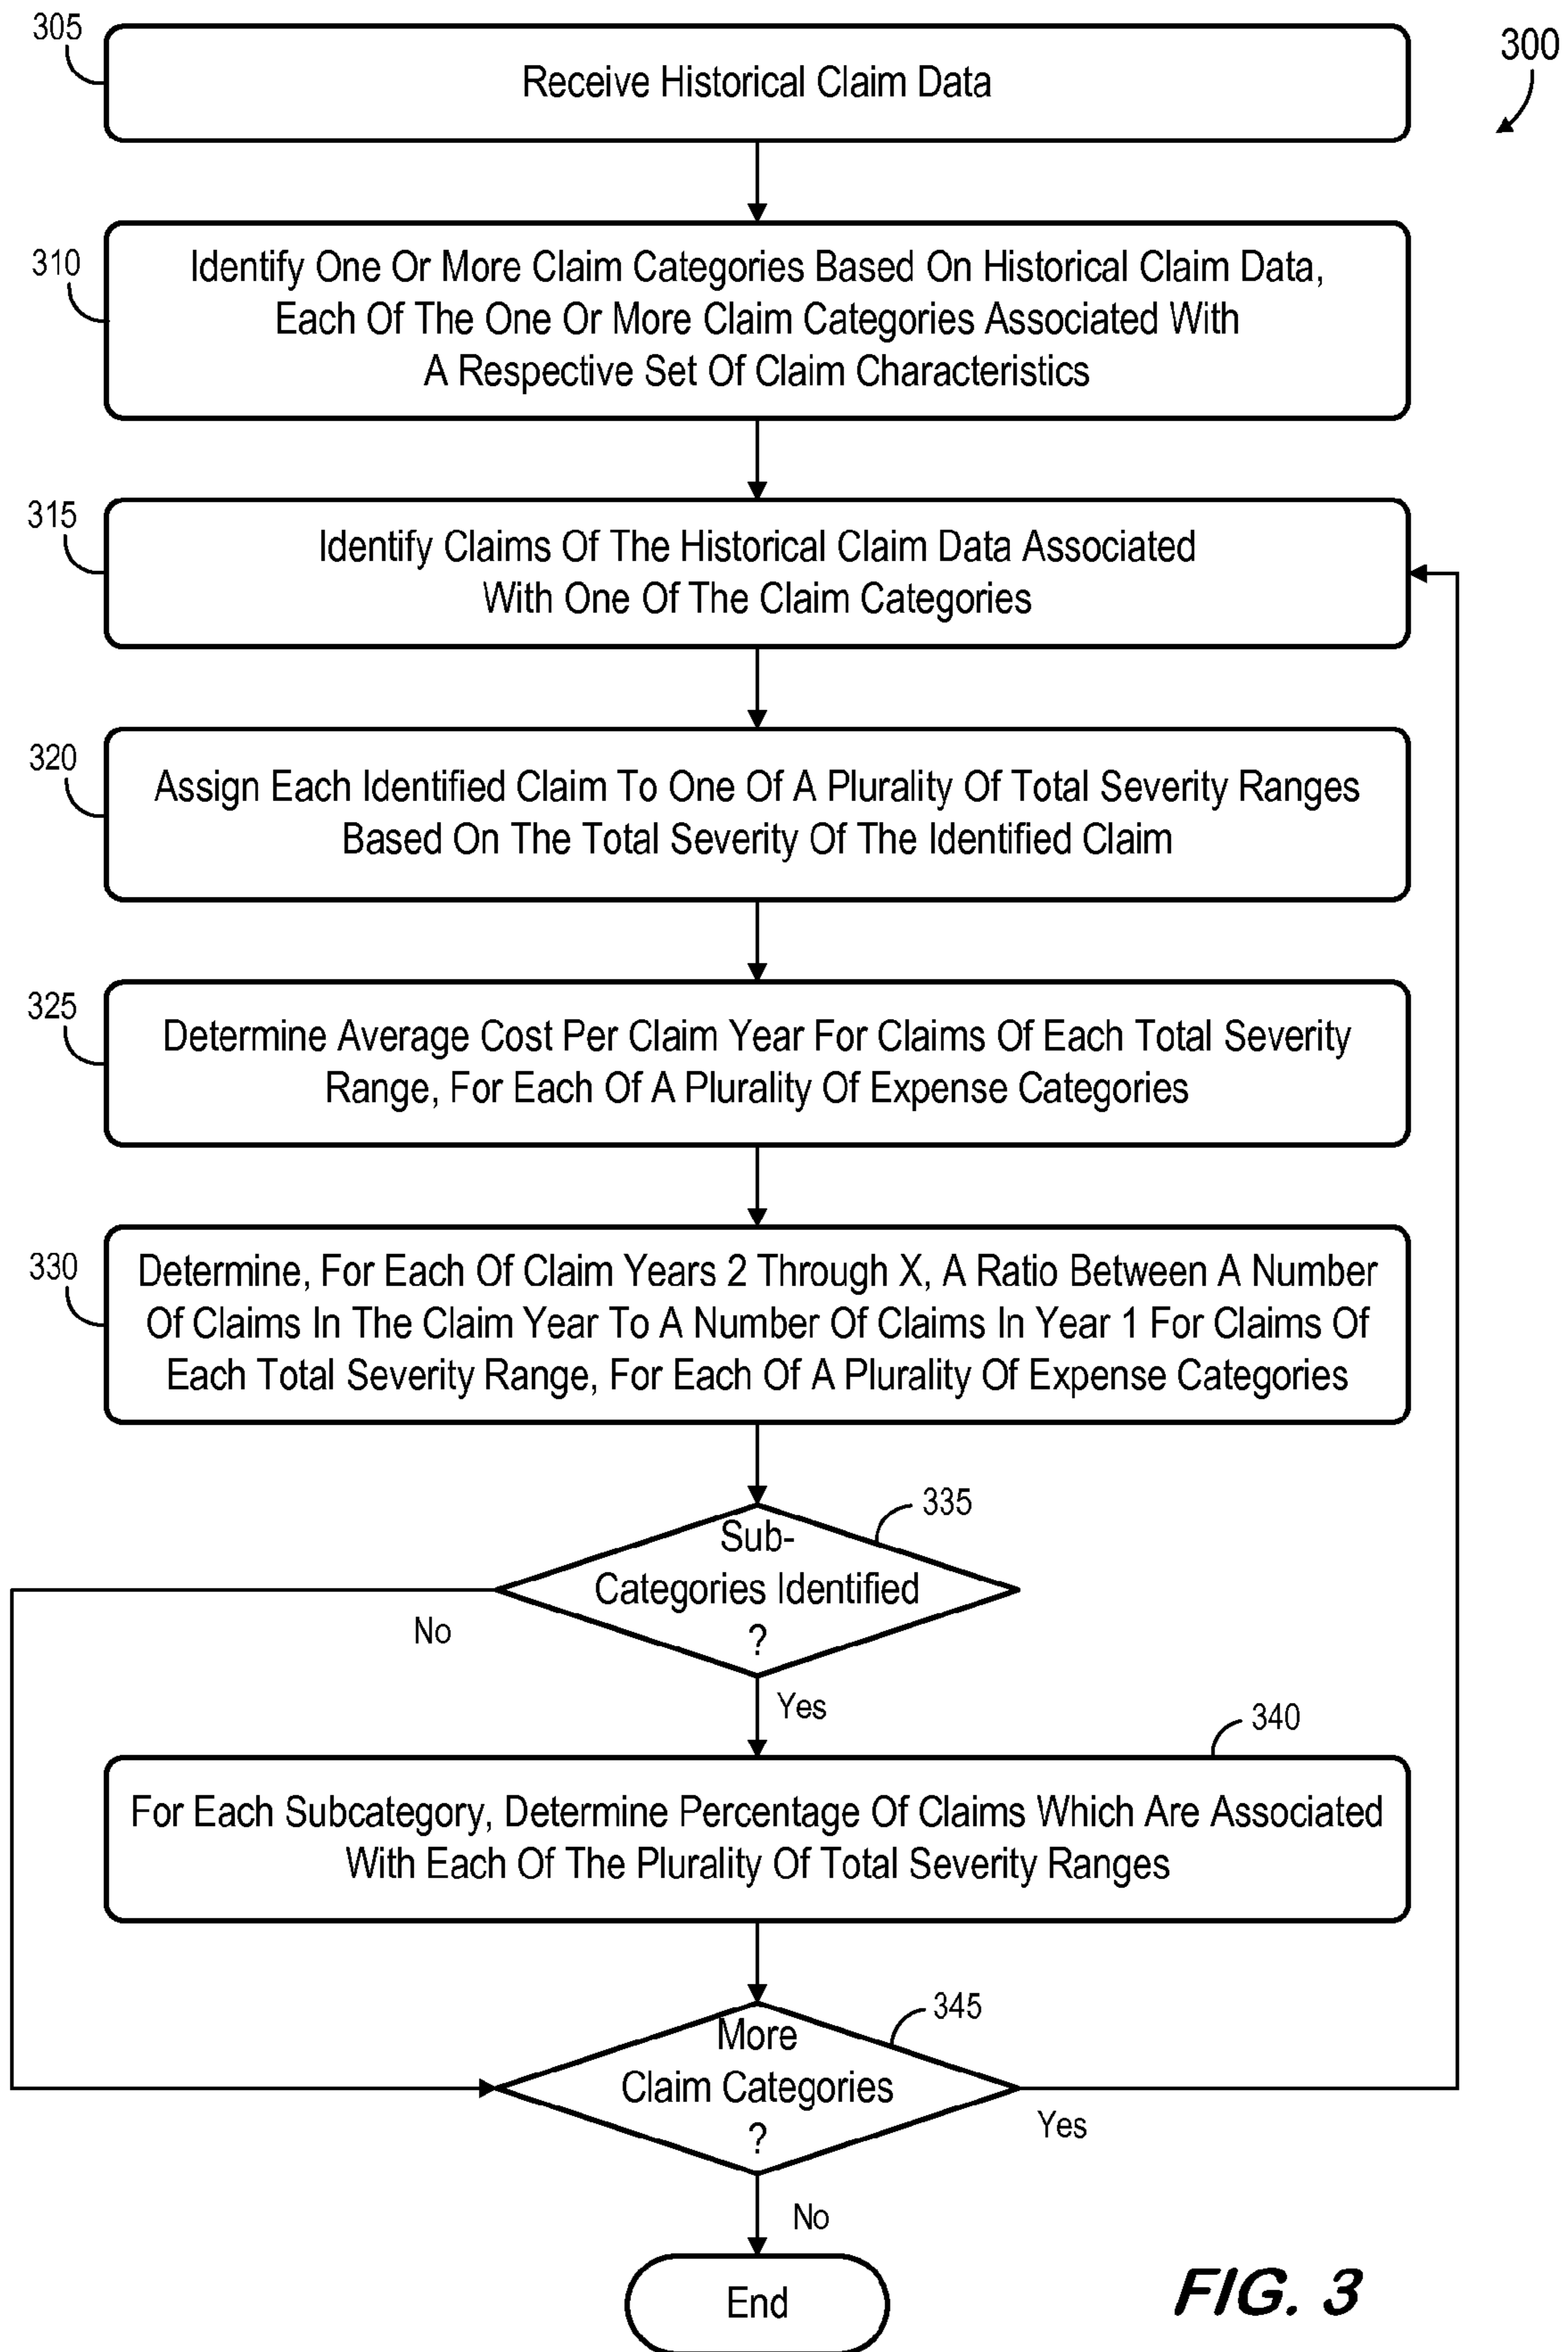 305
Receive Historical Claim Data
300
310
Identify One Or More Claim Categories Based On Historical Claim Data,
Each Of The One Or More Claim Categories Associated With
A Respective Set Of Claim Characteristics
315
Identify Claims Of The Historical Claim Data Associated
With One Of The Claim Categories
320
Assign Each Identified Claim To One Of A Plurality Of Total Severity Ranges
Based On The Total Severity Of The Identified Claim
325
Determine Average Cost Per Claim Year For Claims Of Each Total Severity
Range, For Each Of A Plurality Of Expense Categories
330
Determine, For Each Of Claim Years 2 Through X, A Ratio Between A Number
Of Claims In The Claim Year To A Number Of Claims In Year 1 For Claims Of
Each Total Severity Range, For Each Of A Plurality Of Expense Categories
335
Sub-
Categories Identified
?
No
Yes
340
For Each Subcategory, Determine Percentage Of Claims Which Are Associated
With Each Of The Plurality Of Total Severity Ranges
345
More
Claim Categories
?
Yes
No
End
FIG. 3